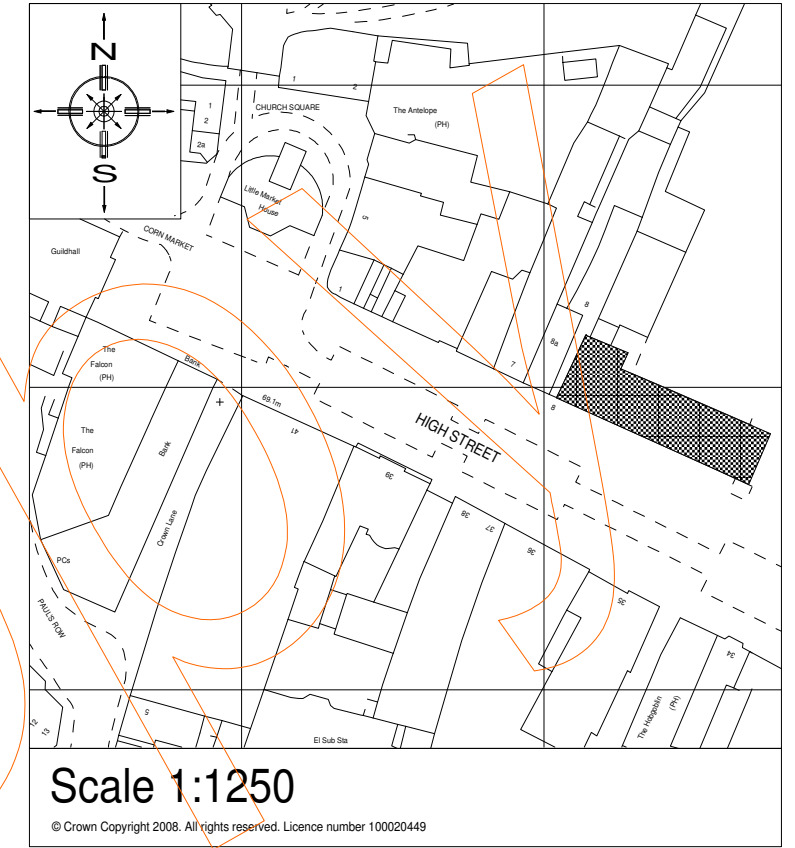 N
S
1
2
CHURCH SQUARE
1
2
2a
The Antelope
(PH)
Little Market
House
5
CORN MARKET
Guildhall
1
8
8a
7
8
The
Falcon
(PH)
Bank
69.1m
41
HIGH STREET
The
Falcon
(PH)
Bank
39
Crown Lane
38
37
36
PCs
35
PAUL'S ROW
34
The Hobgoblin
(PH)
5
12
13
El Sub Sta
Scale 1:1250
© Crown Copyright 2008. All rights reserved. Licence number 100020449